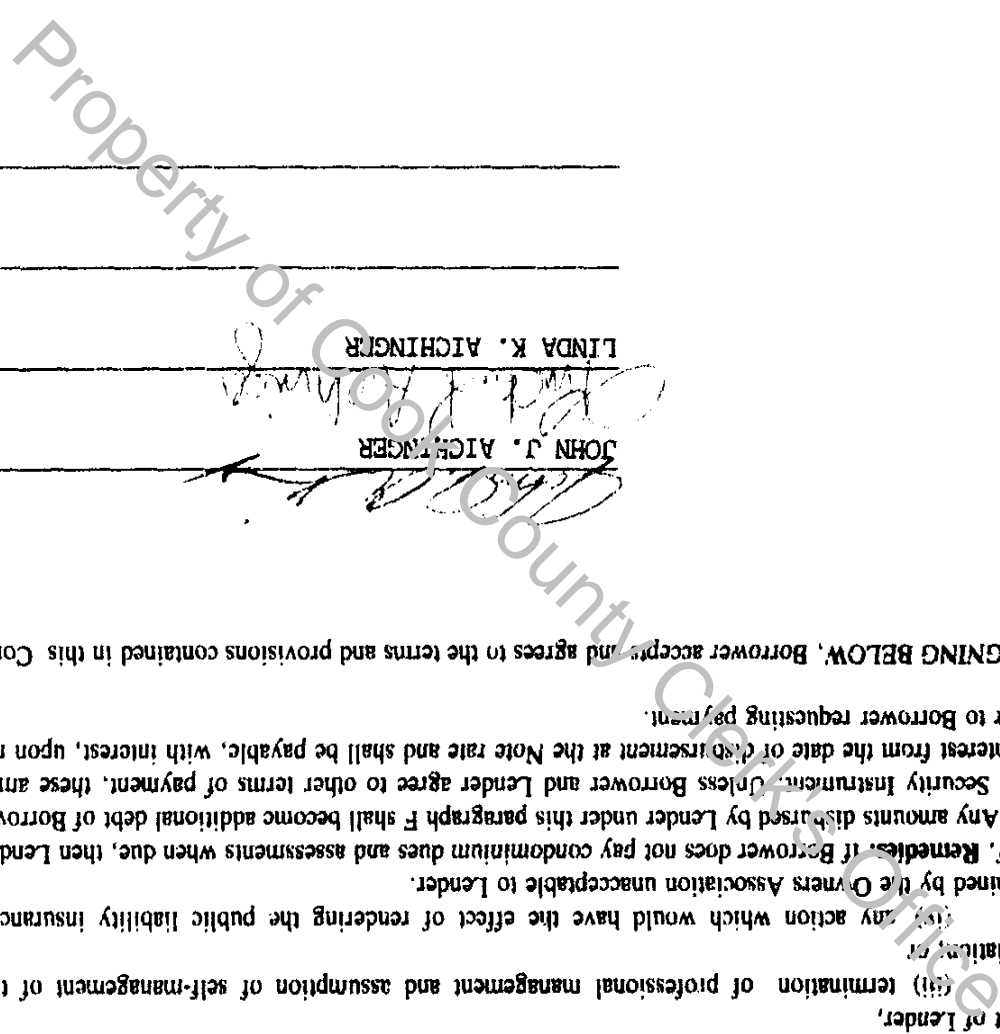 t of Lender,
(iii) termination of professional management and assumption of self-management of t
iation; or
(iv) any action which would have the effect of rendering the public liability insuranc
ined by the Owners Association unacceptable to Lender.
F. Remedies. If Borrower does not pay condominium dues and assessments when due, then Lend
Any amounts disbursed by Lender under this paragraph F shall become additional debt of Borrow
Security Instrument. Unless Borrower and Lender agree to other terms of payment, these am
nterest from the date of disbursement at the Note rate and shall be payable, with interest, upon n
r to Borrower requesting payment.
GNING BELOW, Borrower accepts and agrees to the terms and provisions contained in this Co
JOHN J. AICHINGER
LINDA K. AICHINGER
Property of Cook County Clerk's Office